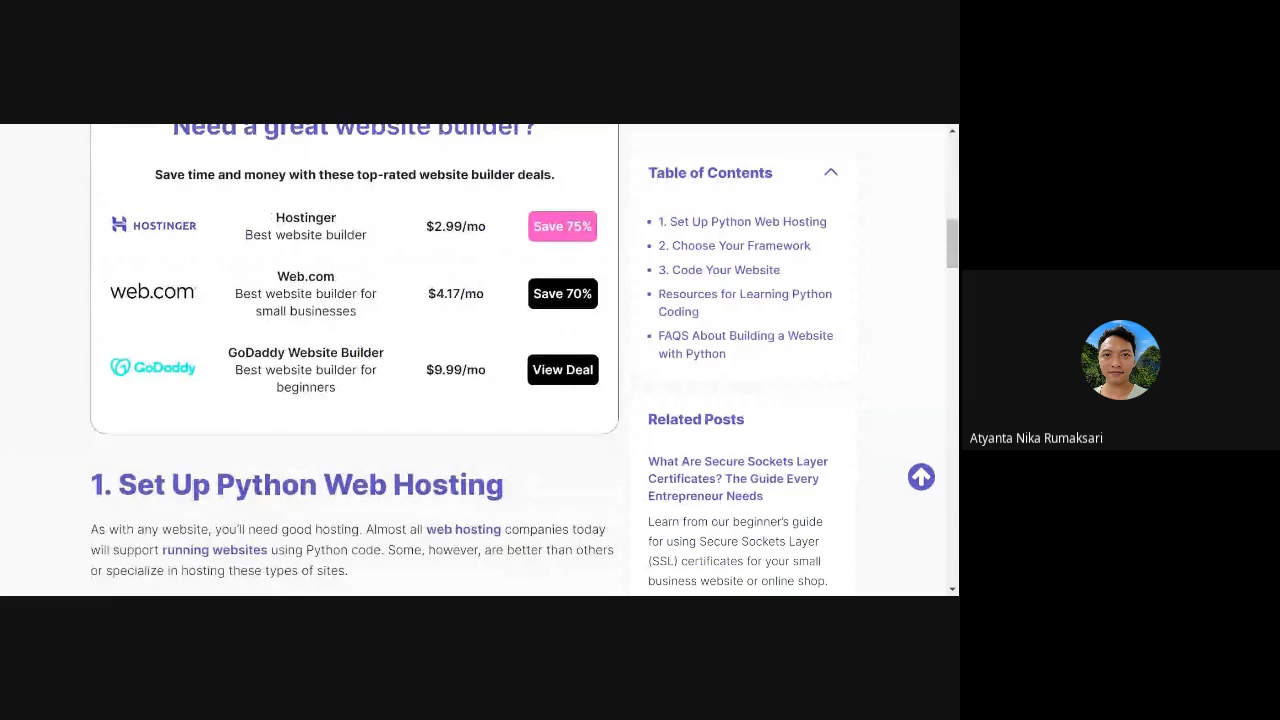 Need a great website builder?
Save time and money with these top-rated website builder deals.
HOSTINGER
Hostinger
Best website builder
$2.99/mo
Save 75%
web.com
Web.com
Best website builder for
small businesses
$4.17/mo
Save 70%
GoDaddy
GoDaddy Website Builder
Best website builder for
beginners
$9.99/mo
View Deal
1. Set Up Python Web Hosting
As with any website, you'll need good hosting. Almost all web hosting companies today
will support running websites using Python code. Some, however, are better than others
or specialize in hosting these types of sites.
Table of Contents
1. Set Up Python Web Hosting
2. Choose Your Framework
3. Code Your Website
Resources for Learning Python
Coding
FAQS About Building a Website
with Python
Related Posts
What Are Secure Sockets Layer
Certificates? The Guide Every
Entrepreneur Needs
Learn from our beginner's guide
for using Secure Sockets Layer
(SSL) certificates for your small
business website or online shop.
Atyanta Nika Rumaksari